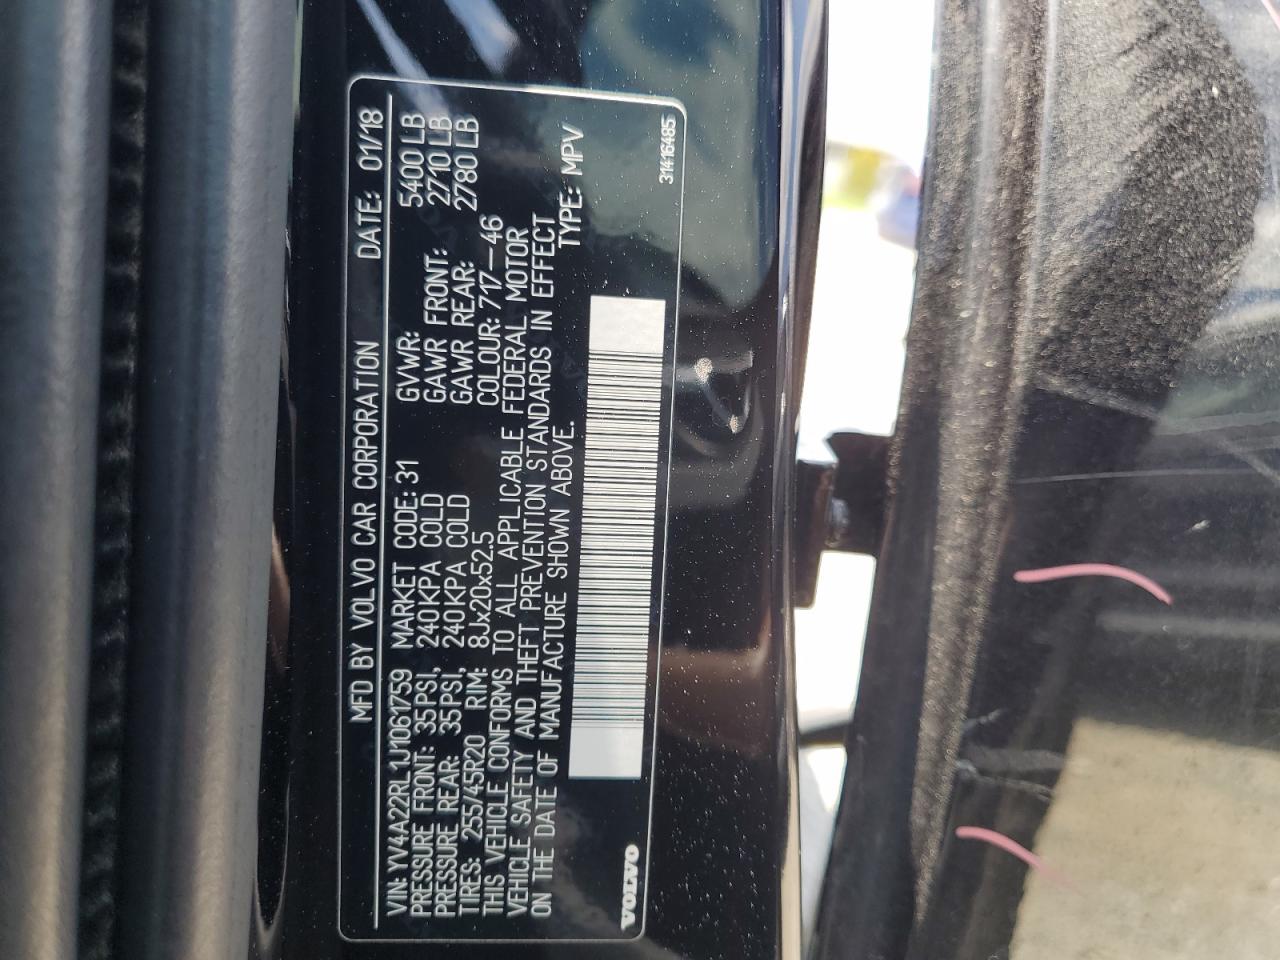 MFD BY VOLVO CAR CORPORATION DATE: 01/18
VIN: YV4A22RL1J1061759 MARKET CODE: 31 GVWR: 5400 LB
PRESSURE FRONT: 35PSI, 240KPA COLD GAWR FRONT: 2710 LB
PRESSURE REAR: 35PSI, 240KPA COLD GAWR REAR: 2780 LB
TIRES: 255/45R20 RIM: 8Jx20x52.5 COLOUR: 717-46
THIS VEHICLE CONFORMS TO ALL APPLICABLE FEDERAL MOTOR
VEHICLE SAFETY AND THEFT PREVENTION STANDARDS IN EFFECT
ON THE DATE OF MANUFACTURE SHOWN ABOVE. TYPE: MPV
VOLVO
31416485